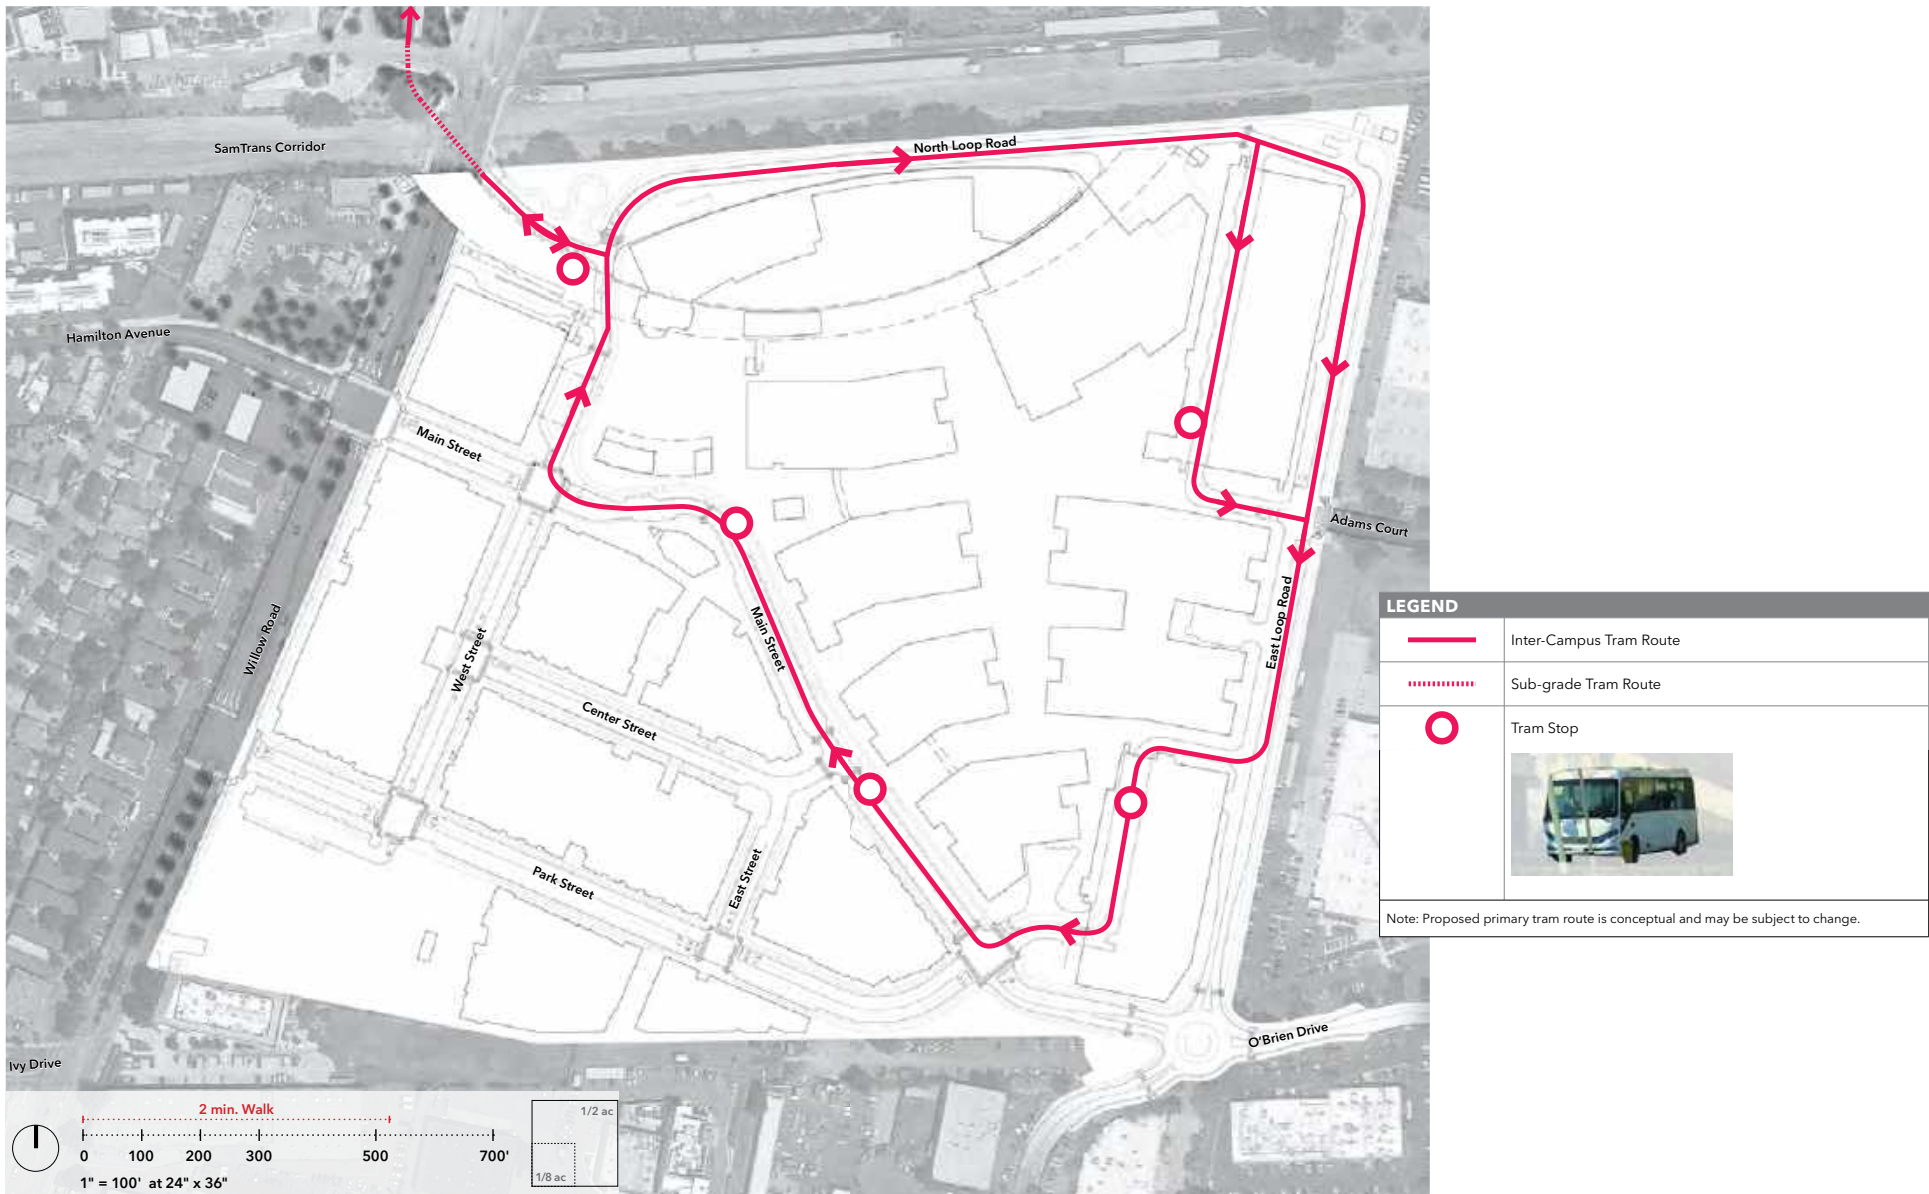 SamTrans Corridor
North Loop Road
Hamilton Avenue
Main Street
Adams Court
Willow Road
West Street
Main Street
East Loop Road
Center Street
Park Street
East Street
O'Brien Drive
Ivy Drive
2 min. Walk
0 100 200 300 500 700'
1" = 100' at 24" x 36"
1/2 ac
1/8 ac
LEGEND
Inter-Campus Tram Route
Sub-grade Tram Route
Tram Stop
Note: Proposed primary tram route is conceptual and may be subject to change.